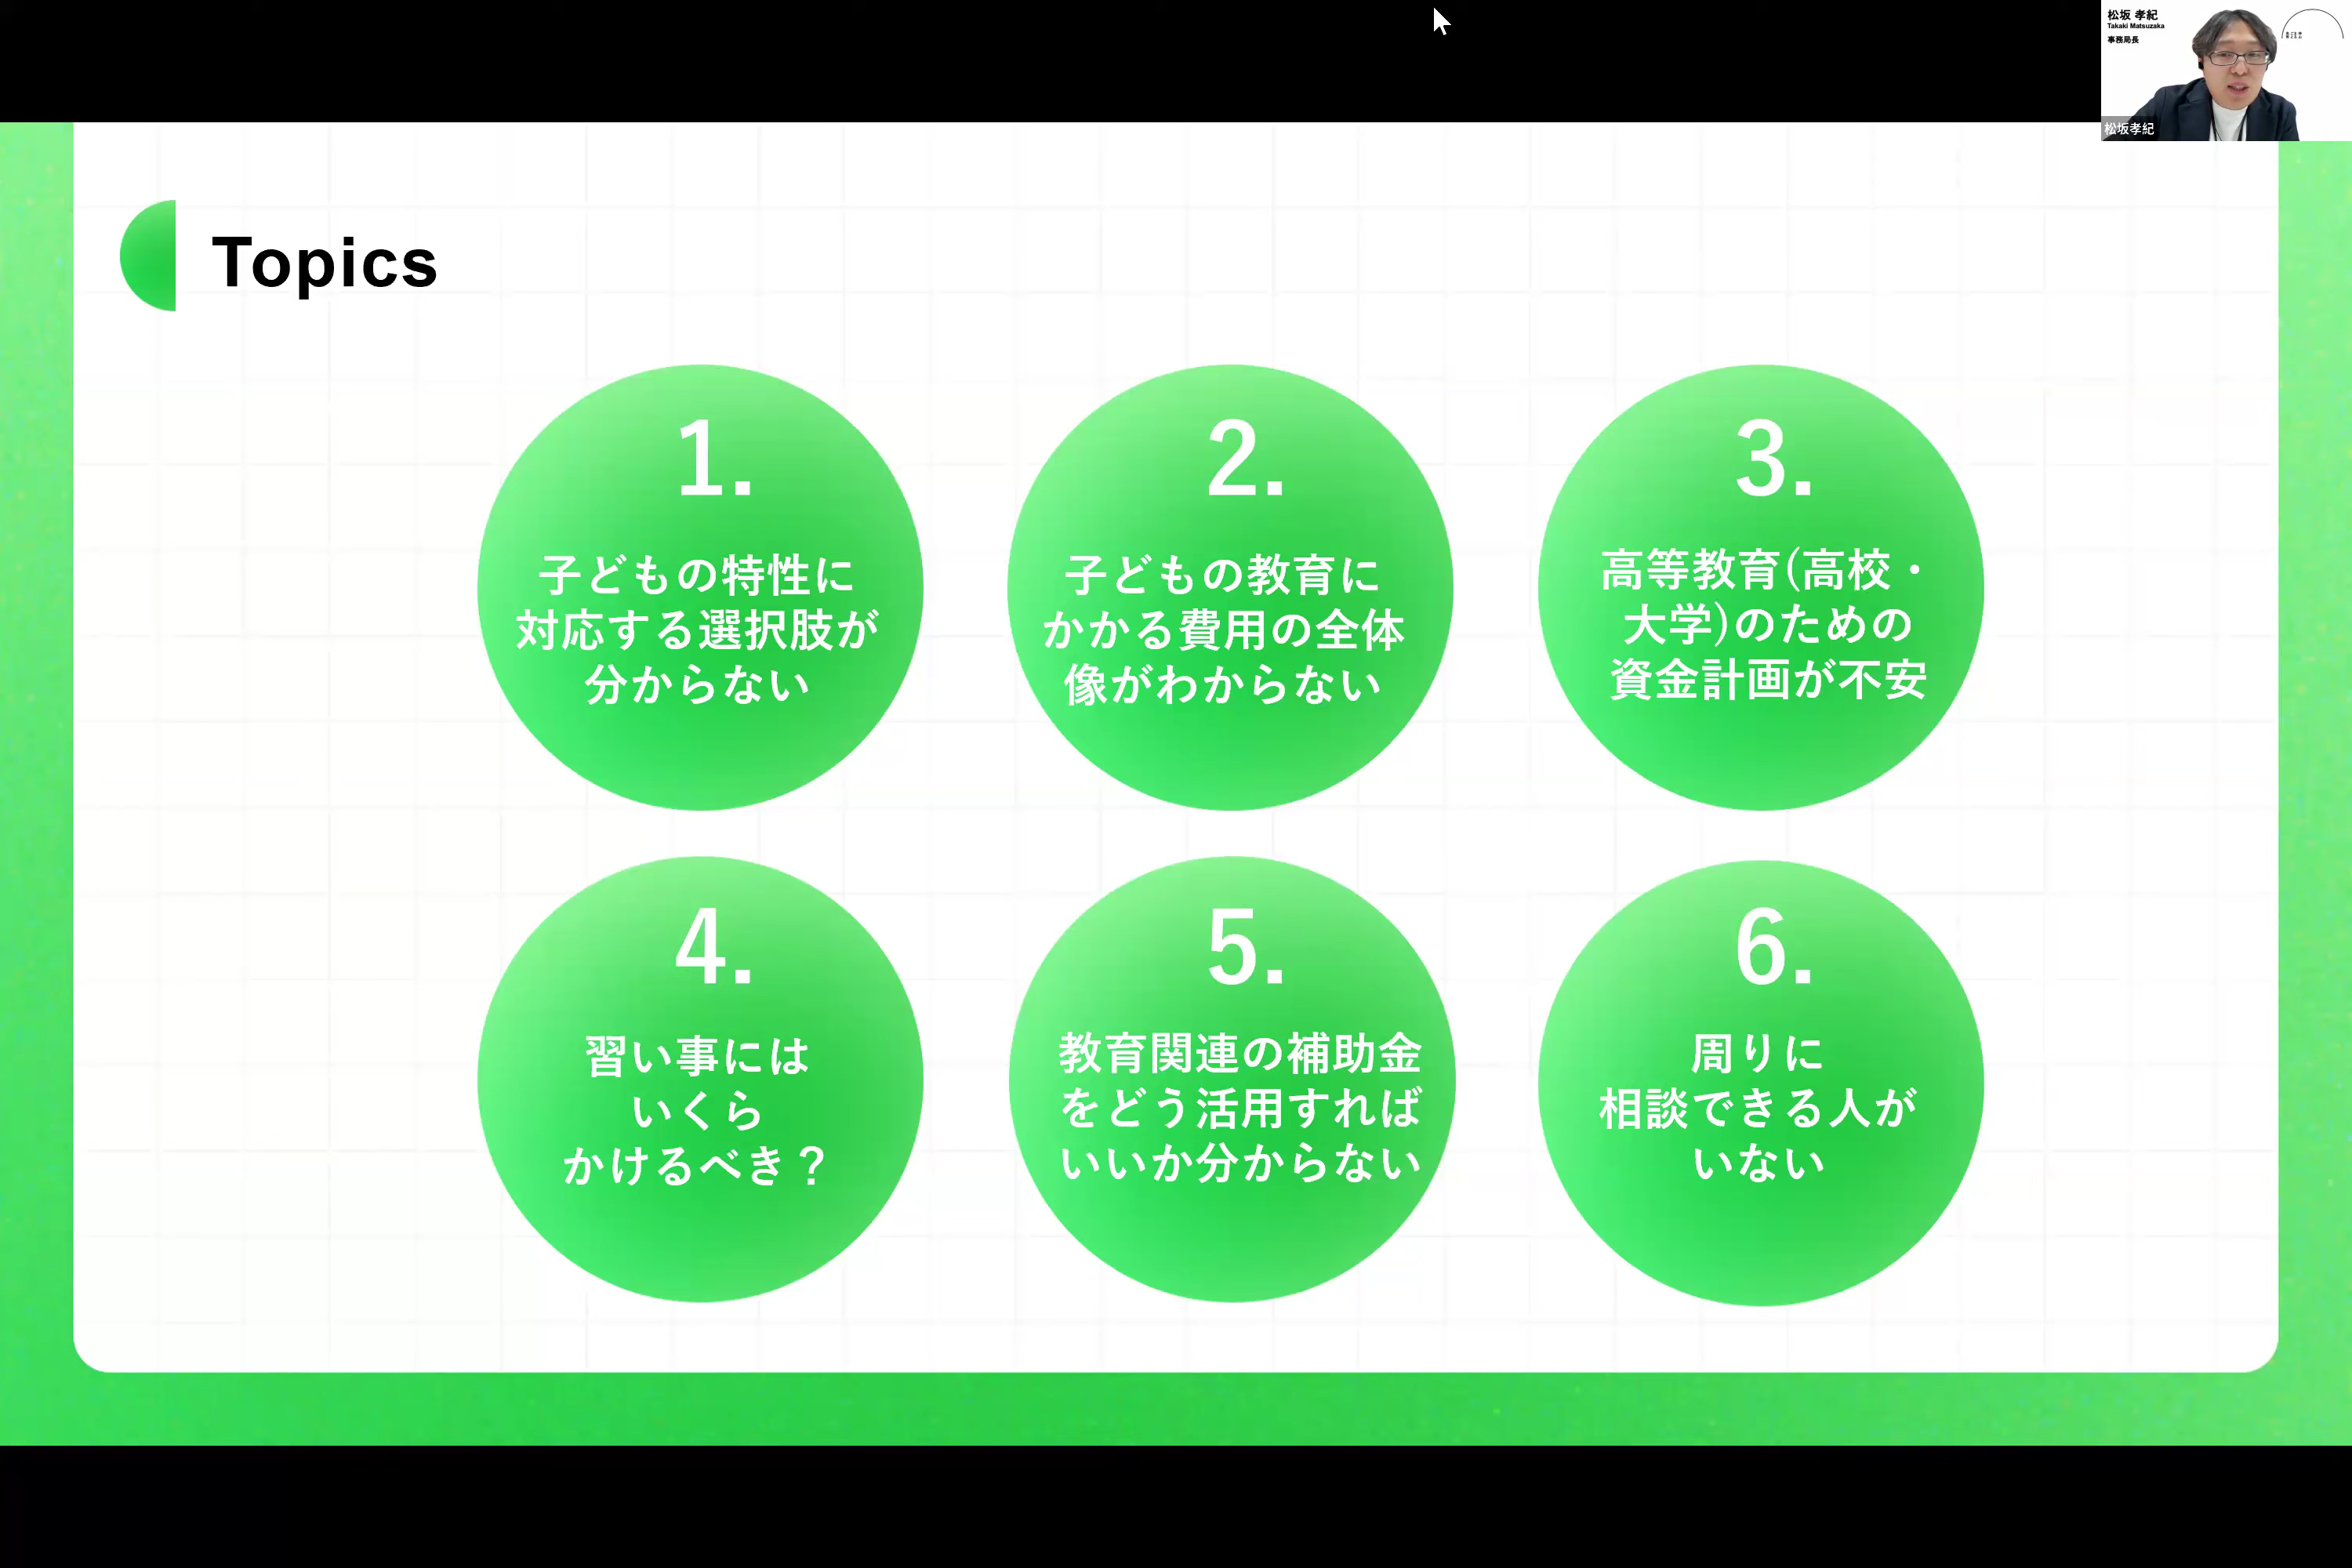 松坂 孝紀
Takaki Matsuzaka
事務局長
松坂孝紀
Topics
1.
子どもの特性に
対応する選択肢が
分からない
2.
子どもの教育に
かかる費用の全体
像がわからない
3.
高等教育(高校・
大学)のための
資金計画が不安
4.
習い事には
いくら
かけるべき？
5.
教育関連の補助金
をどう活用すれば
いいか分からない
6.
周りに
相談できる人が
いない